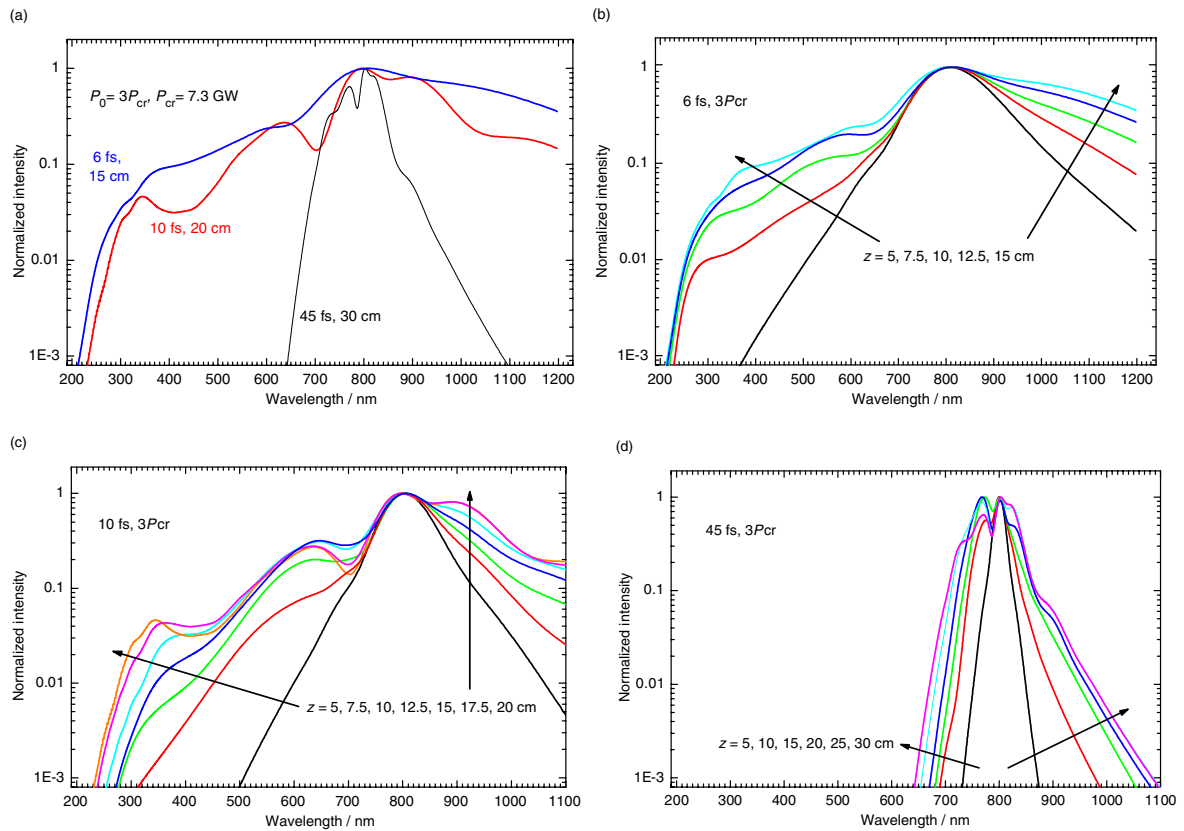 (a)
1
0.1
0.01
1E-3
Normalized intensity
P₀= 3Pcr, Pcr= 7.3 GW
6 fs,
15 cm
10 fs, 20 cm
45 fs, 30 cm
200 300 400 500 600 700 800 900 1000 1100 1200
Wavelength / nm
(b)
1
0.1
0.01
1E-3
Normalized intensity
6 fs, 3Pcr
z = 5, 7.5, 10, 12.5, 15 cm
200 300 400 500 600 700 800 900 1000 1100 1200
Wavelength / nm
(c)
1
0.1
0.01
1E-3
Normalized intensity
10 fs, 3Pcr
z = 5, 7.5, 10, 12.5, 15, 17.5, 20 cm
200 300 400 500 600 700 800 900 1000 1100
Wavelength / nm
(d)
1
0.1
0.01
1E-3
Normalized intensity
45 fs, 3Pcr
z = 5, 10, 15, 20, 25, 30 cm
200 300 400 500 600 700 800 900 1000 1100
Wavelength / nm